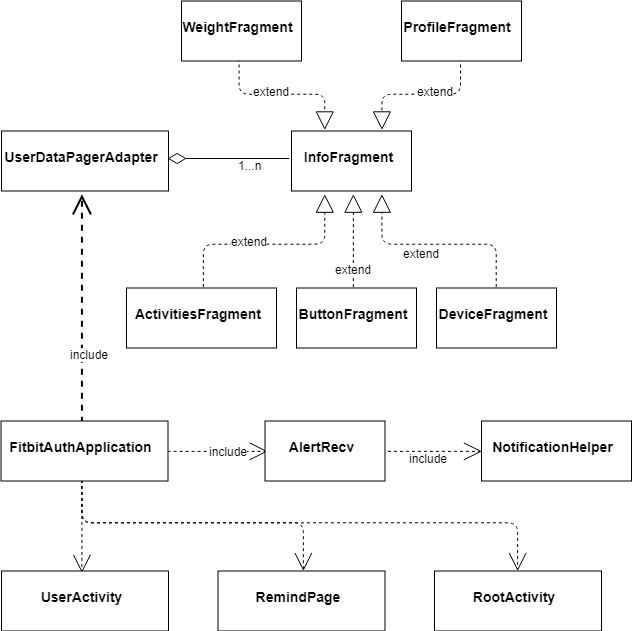 WeightFragment
ProfileFragment
extend
extend
UserDataPagerAdapter
InfoFragment
1...n
extend
extend
extend
ActivitiesFragment
ButtonFragment
DeviceFragment
include
FitbitAuthApplication
include
AlertRecv
include
NotificationHelper
UserActivity
RemindPage
RootActivity